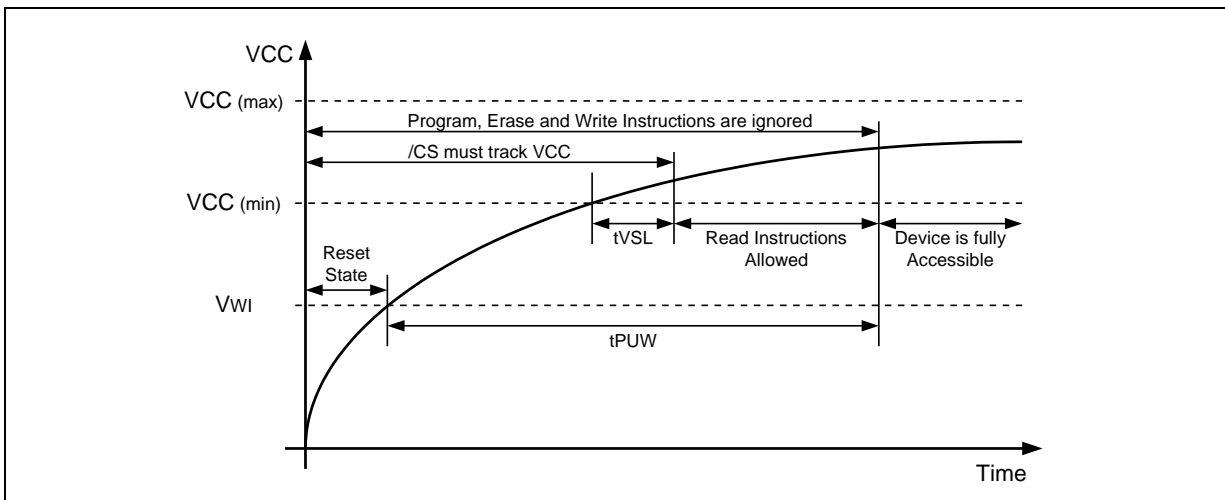 VCC
VCC (max)
Program, Erase and Write Instructions are ignored
/CS must track VCC
VCC (min)
tVSL
Read Instructions
Allowed
Device is fully
Accessible
Reset
State
VWI
tPUW
Time